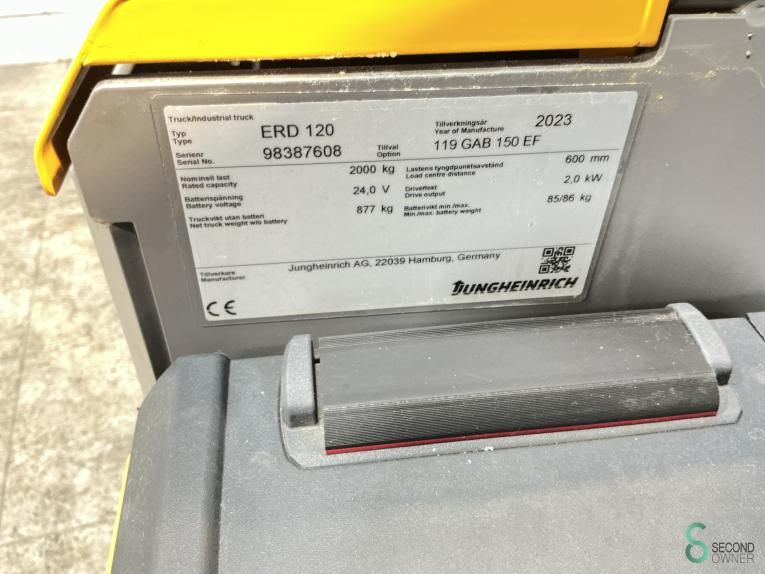 Truck/Industrial truck
Typ
Type
ERD 120
Tillverkningsår
Year of Manufacture
2023
Serienr
Serial No.
98387608
Tillval
Option
119 GAB 150 EF
Nominell last
Rated capacity
2000 kg
Lastens tyngdpunktsavstånd
Load centre distance
600 mm
Batterispänning
Battery voltage
24,0 V
Driveffekt
Drive output
2,0 kW
Truckvikt utan batteri
Net truck weight w/o battery
877 kg
Batterivikt min./max.
Min./max. battery weight
85/86 kg
Tillverkare
Manufacturer
Jungheinrich AG, 22039 Hamburg, Germany
CE
JUNGHEINRICH
SECOND
OWNER